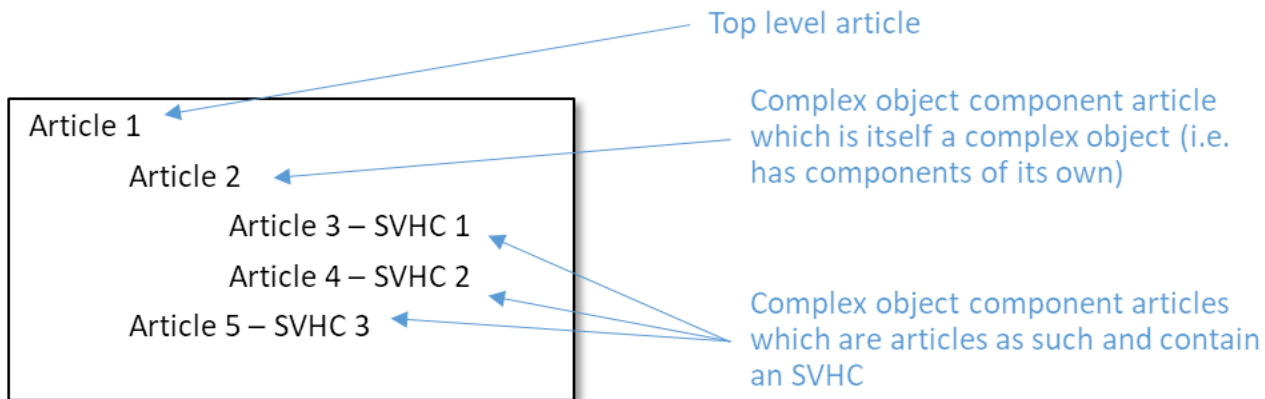 Top level article
Article 1
Complex object component article
which is itself a complex object (i.e.
has components of its own)
Article 2
Article 3 – SVHC 1
Article 4 – SVHC 2
Article 5 – SVHC 3
Complex object component articles
which are articles as such and contain
an SVHC